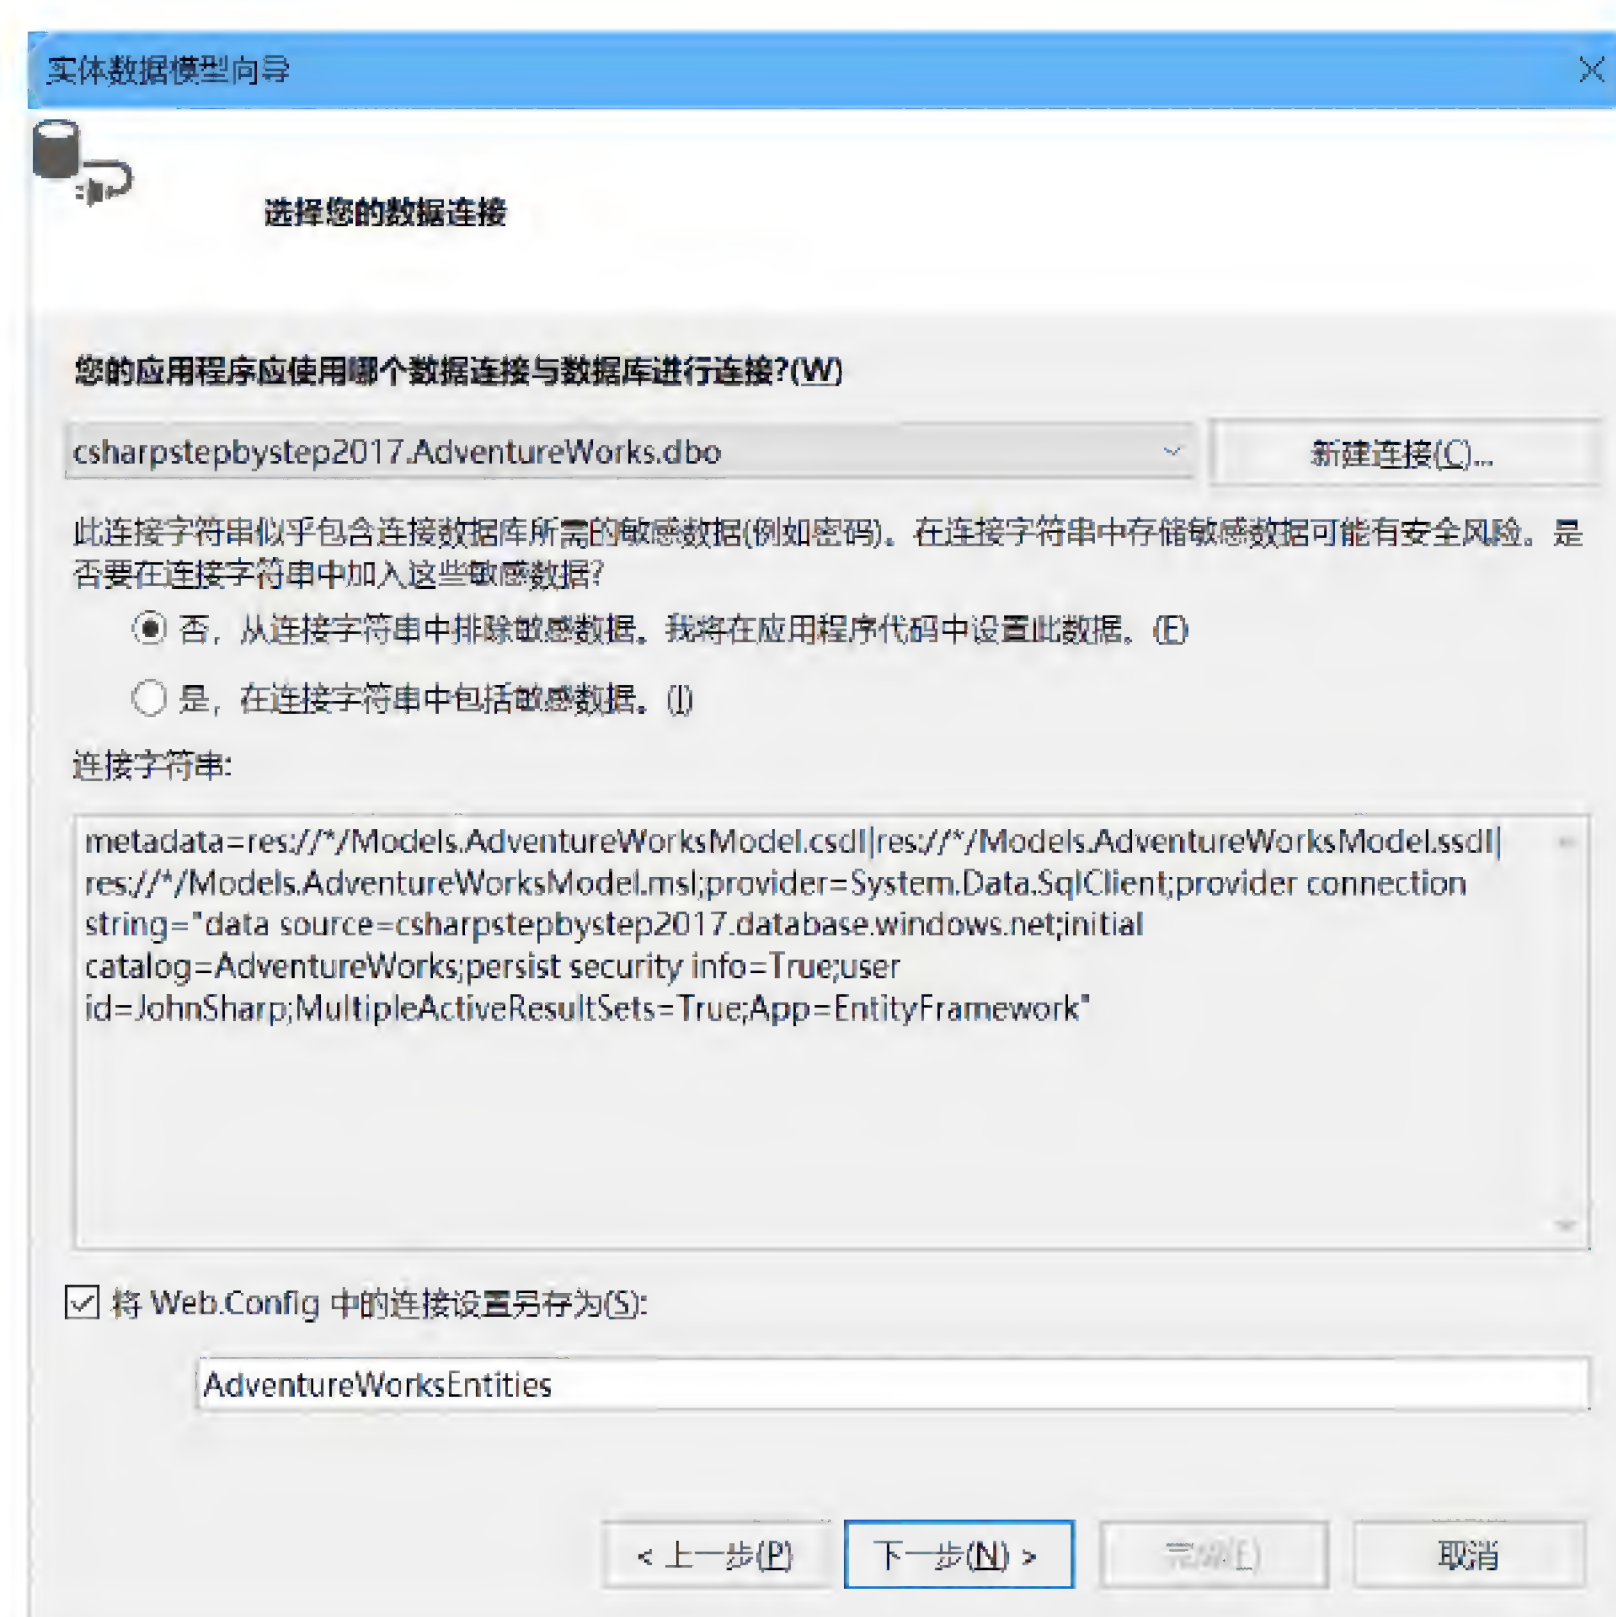 实体数据模型向导
选择您的数据连接
您的应用程序应使用哪个数据连接与数据库进行连接?(W)
csharpstepbystep2017.AdventureWorks.dbo
新建连接(C)...
此连接字符串似乎包含连接数据库所需的敏感数据(例如密码)。在连接字符串中存储敏感数据可能有安全风险。是
否要在连接字符串中加入这些敏感数据?
否，从连接字符串中排除敏感数据。我将在应用程序代码中设置此数据。(E)
是，在连接字符串中包括敏感数据。(I)
连接字符串:
metadata=res://*/Models.AdventureWorksModel.csdl|res://*/Models.AdventureWorksModel.ssdl|
res://*/Models.AdventureWorksModel.msl;provider=System.Data.SqlClient;provider connection
string="data source=csharpstepbystep2017.database.windows.net;initial
catalog=AdventureWorks;persist security info=True;user
id=JohnSharp;MultipleActiveResultSets=True;App=EntityFramework"
将 Web.Config 中的连接设置另存为(S):
AdventureWorksEntities
< 上一步(P)
下一步(N) >
完成(F)
取消